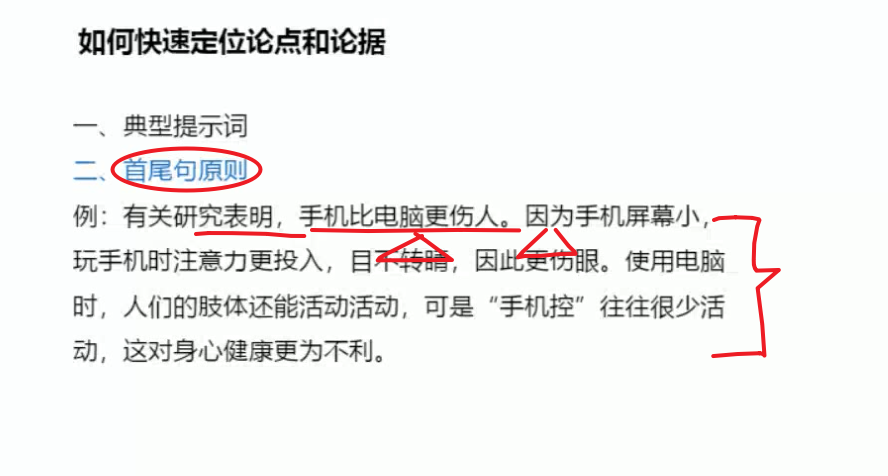 如何快速定位论点和论据
一、典型提示词
二、首尾句原则
例：有关研究表明，手机比电脑更伤人。因为手机屏幕小，
玩手机时注意力更投入，目不转睛，因此更伤眼。使用电脑
时，人们的肢体还能活动活动，可是“手机控”往往很少活
动，这对身心健康更为不利。